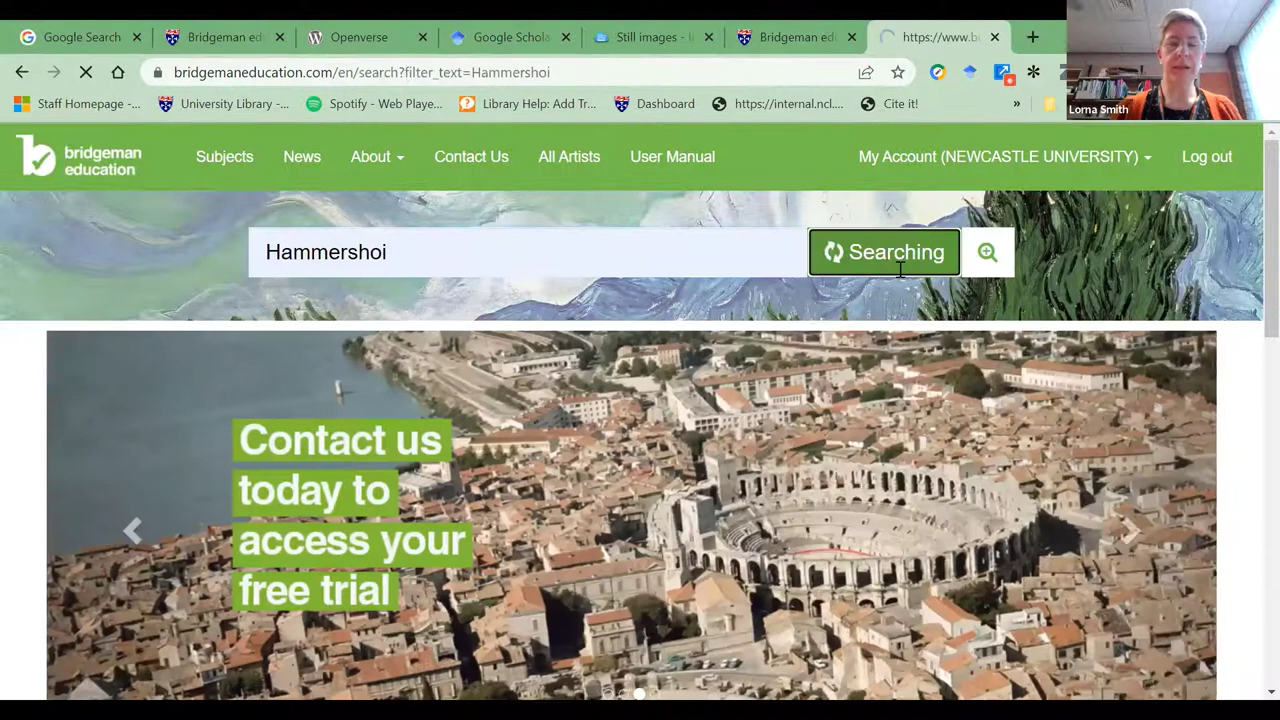 Google Search
Bridgeman ed
Openverse
Google Schola
Still images - I
Bridgeman ed
https://www.b
bridgemaneducation.com/en/search?filter_text=Hammershoi
Staff Homepage -...
University Library -...
Spotify - Web Playe...
Library Help: Add Tr...
Dashboard
https://internal.ncl....
Cite it!
»
Lorna Smith
bridgeman
education
Subjects
News
About
Contact Us
All Artists
User Manual
My Account (NEWCASTLE UNIVERSITY)
Log out
Hammershoi
Searching
Contact us
today to
access your
free trial